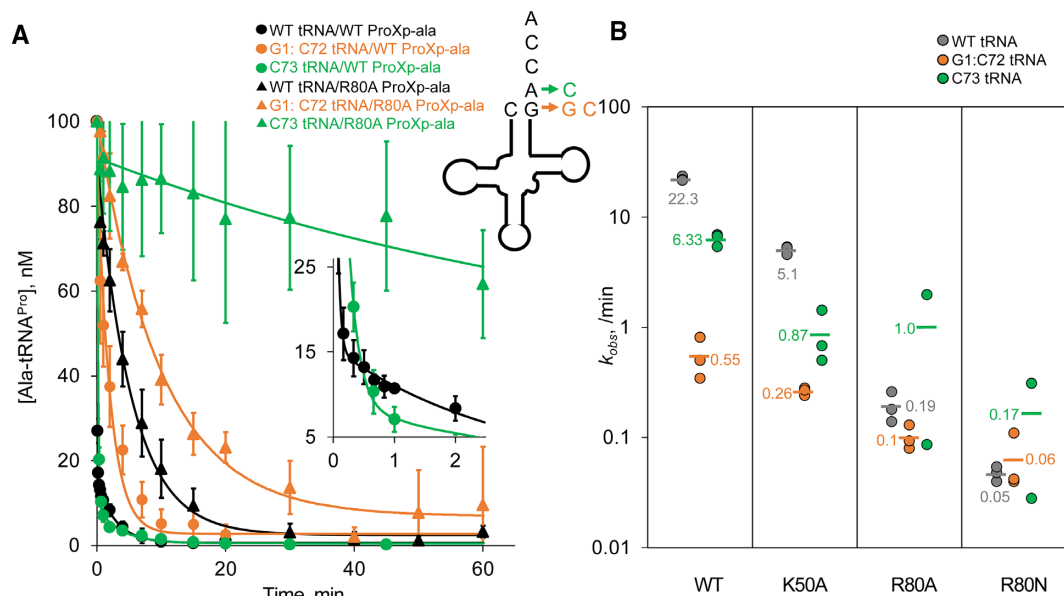 A
WT tRNA/WT ProXp-ala
G1: C72 tRNA/WT ProXp-ala
C73 tRNA/WT ProXp-ala
WT tRNA/R80A ProXp-ala
G1: C72 tRNA/R80A ProXp-ala
C73 tRNA/R80A ProXp-ala
A
C
C
A C
C G G C
[Ala-tRNAPro], nM
100
80
60
40
20
0
0 20 40 60
Time, min
25
15
5
0 1 2
B
WT tRNA
G1:C72 tRNA
C73 tRNA
kobs, /min
100
10
1
0.1
0.01
22.3
6.33
0.55
5.1
0.87
0.26
1.0
0.19
0.1
0.17
0.06
0.05
WT K50A R80A R80N